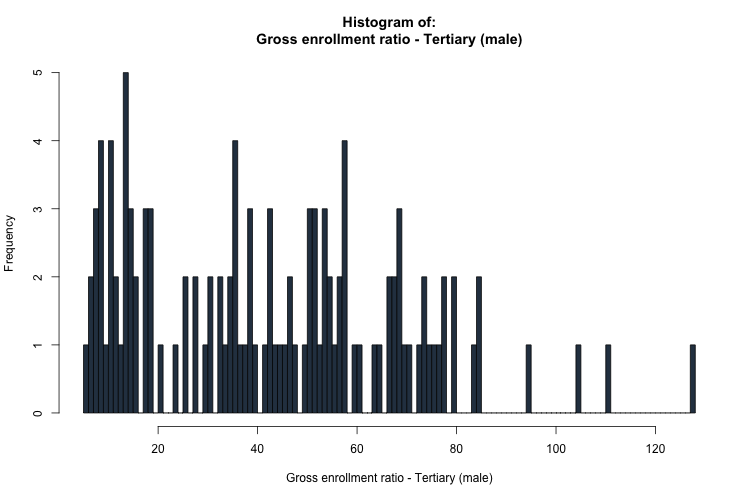 Histogram of:
Gross enrollment ratio - Tertiary (male)
5
4
3
2
1
0
Frequency
20 40 60 80 100 120
Gross enrollment ratio - Tertiary (male)